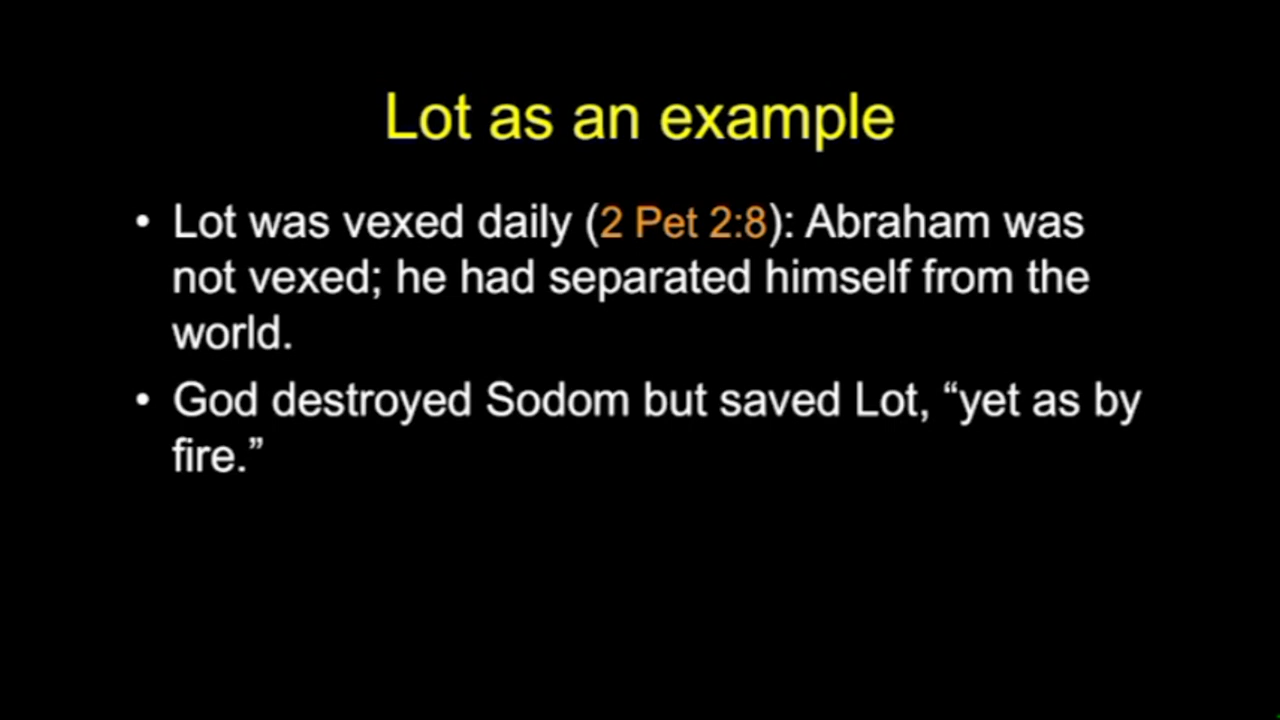 Lot as an example
• Lot was vexed daily (2 Pet 2:8): Abraham was
not vexed; he had separated himself from the
world.
• God destroyed Sodom but saved Lot, “yet as by
fire.”